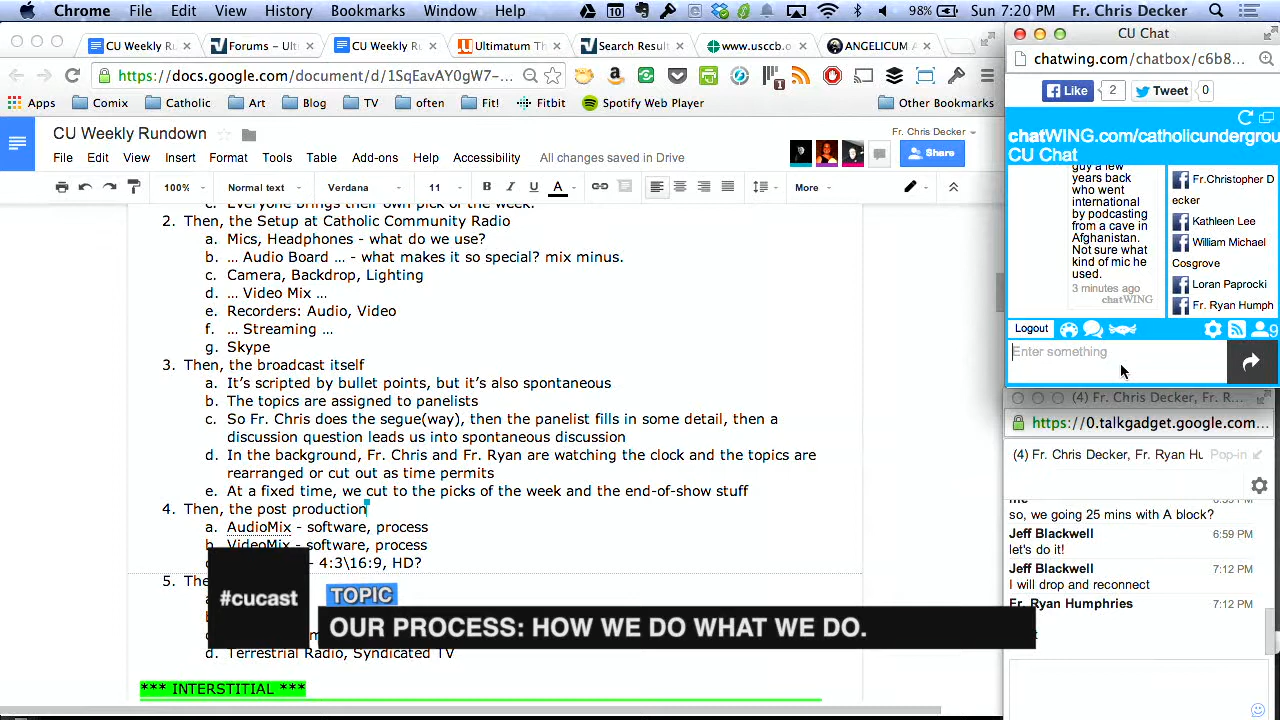 Chrome File Edit View History Bookmarks Window Help 98% Sun 7:20 PM Fr. Chris Decker
CU Weekly Ru
Forums - Ult
CU Weekly R
Ultimatum Th
Search Resul
www.usccb
ANGELICUM
https://docs.google.com/document/d/1SqEavAY0gW7-
Apps Comix Catholic Art Blog TV often Fit! Fitbit Spotify Web Player Other Bookmarks
CU Weekly Rundown
Fr. Chris Decker
File Edit View Insert Format Tools Table Add-ons Help Accessibility All changes saved in Drive
Share
100% Normal text Verdana 11 B I U A More
c. Everyone brings their own pick of the week.
2. Then, the Setup at Catholic Community Radio
a. Mics, Headphones - what do we use?
b. ... Audio Board ... - what makes it so special? mix minus.
c. Camera, Backdrop, Lighting
d. ... Video Mix ...
e. Recorders: Audio, Video
f. ... Streaming ...
g. Skype
3. Then, the broadcast itself
a. It's scripted by bullet points, but it's also spontaneous
b. The topics are assigned to panelists
c. So Fr. Chris does the segue(way), then the panelist fills in some detail, then a
discussion question leads us into spontaneous discussion
d. In the background, Fr. Chris and Fr. Ryan are watching the clock and the topics are
rearranged or cut out as time permits
e. At a fixed time, we cut to the picks of the week and the end-of-show stuff
4. Then, the post production
a. AudioMix - software, process
b. VideoMix - software, process
- 4:3\16:9, HD?
5. The
#cucast
TOPIC
OUR PROCESS: HOW WE DO WHAT WE DO.
d. Terrestrial Radio, Syndicated TV
*** INTERSTITIAL ***
CU Chat
chatwing.com/chatbox/c6b8...
Like 2 Tweet 0
chatWING.com/catholicundergrou
CU Chat
guy a few
years back
who went
international
by podcasting
from a cave in
Afghanistan.
Not sure what
kind of mic he
used.
3 minutes ago
chatWING
Fr.Christopher D
ecker
Kathleen Lee
William Michael
Cosgrove
Loran Paprocki
Fr. Ryan Humph
Logout 9
Enter something
(4) Fr. Chris Decker, Fr. R...
https://0.talkgadget.google.com...
(4) Fr. Chris Decker, Fr. Ryan Hu Pop-in
me 6:59 PM
so, we going 25 mins with A block?
Jeff Blackwell 6:59 PM
let's do it!
Jeff Blackwell 7:12 PM
I will drop and reconnect
Fr. Ryan Humphries 7:12 PM